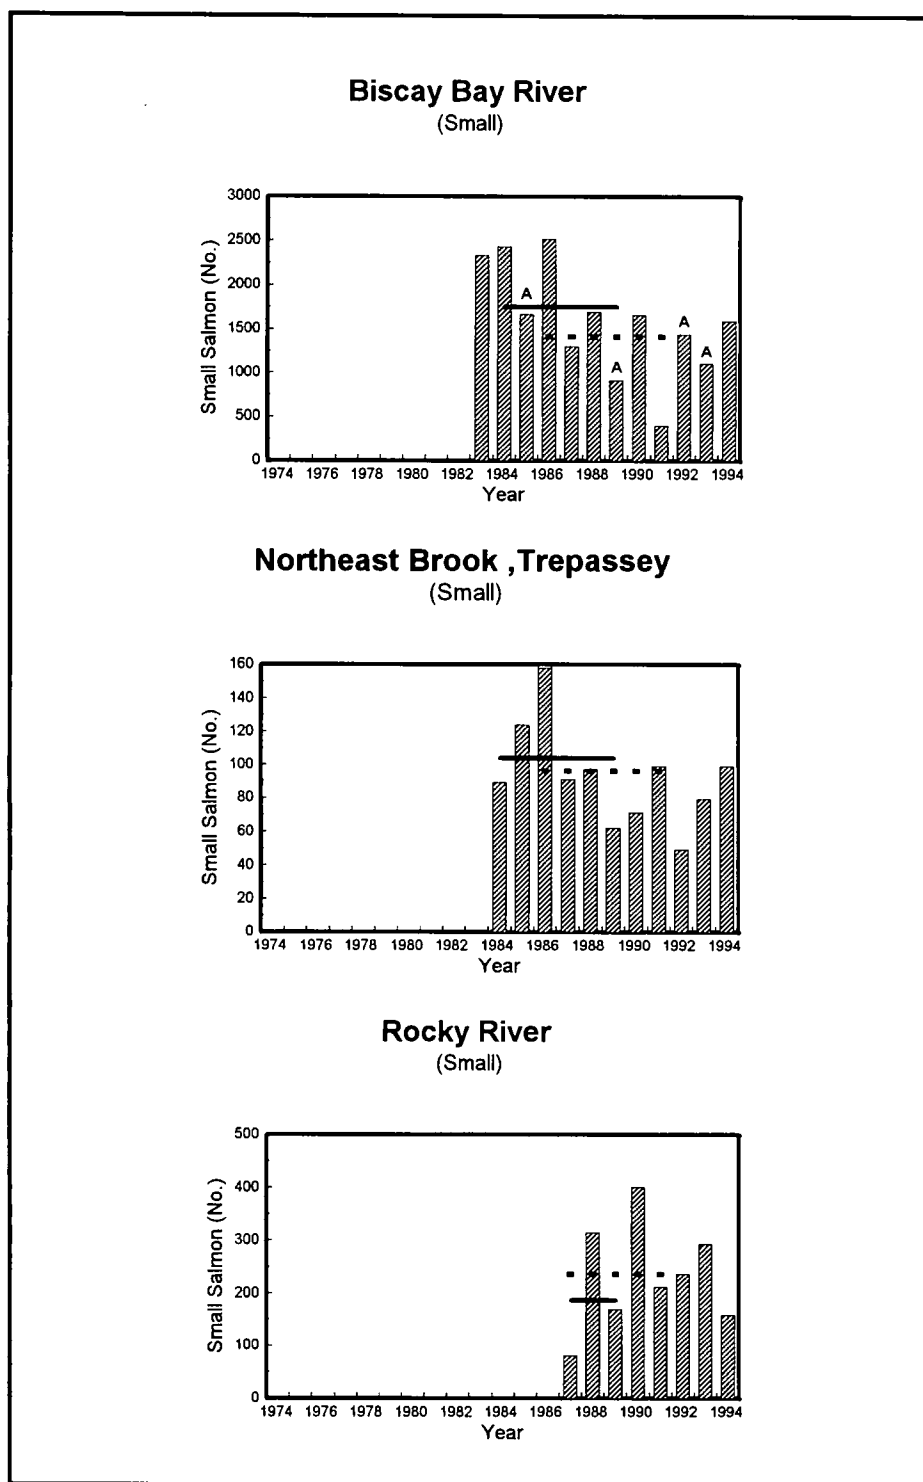 Biscay Bay River
(Small)
3000
2500
2000
1500
1000
500
0
Small Salmon (No.)
A
A
A
A
1974 1976 1978 1980 1982 1984 1986 1988 1990 1992 1994
Year
Northeast Brook ,Trepassey
(Small)
160
140
120
100
80
60
40
20
0
Small Salmon (No.)
1974 1976 1978 1980 1982 1984 1986 1988 1990 1992 1994
Year
Rocky River
(Small)
500
400
300
200
100
0
Small Salmon (No.)
1974 1976 1978 1980 1982 1984 1986 1988 1990 1992 1994
Year